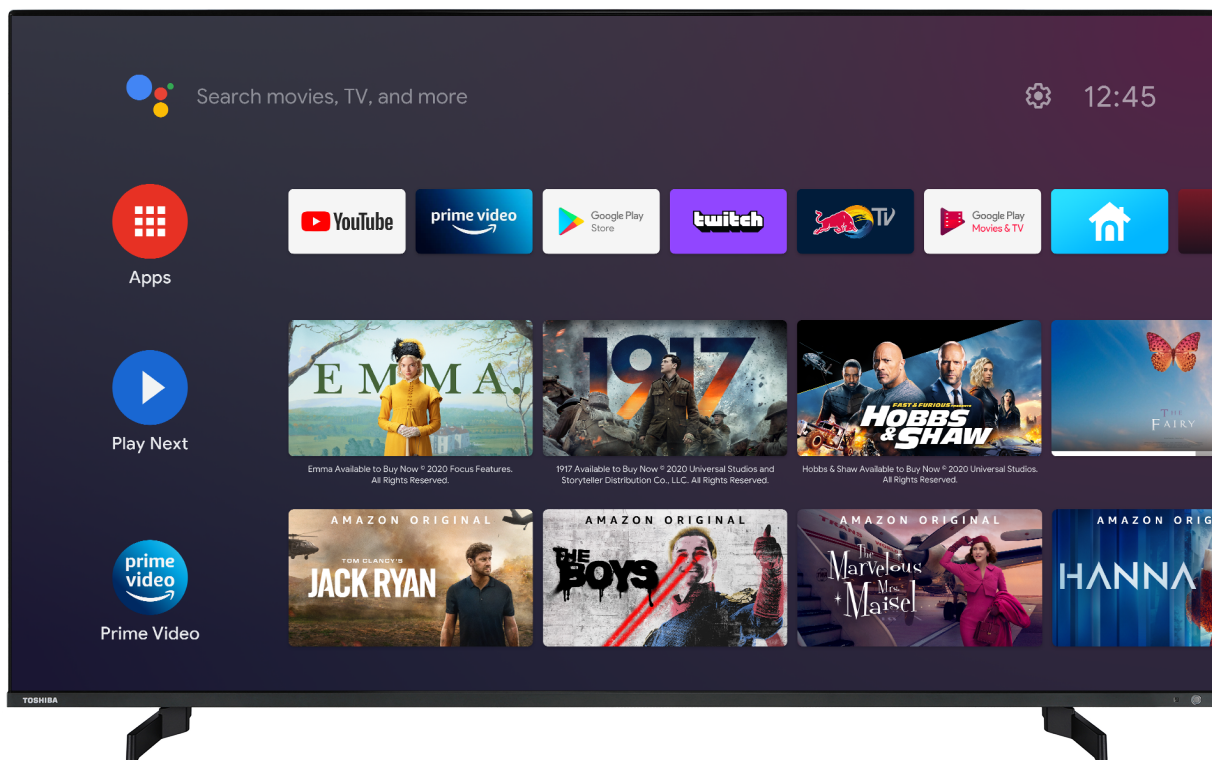 Search movies, TV, and more
12:45
YouTube
prime video
Google Play
Store
twitch
TV
Google Play
Movies & TV
Apps
EMMA.
1917
FAST & FURIOUS PRESENTS
HOBBS
& SHAW
THE
FAIRY
Play Next
Emma Available to Buy Now © 2020 Focus Features.
All Rights Reserved.
1917 Available to Buy Now © 2020 Universal Studios and
Storyteller Distribution Co., LLC. All Rights Reserved.
Hobbs & Shaw Available to Buy Now © 2020 Universal Studios.
All Rights Reserved.
AMAZON ORIGINAL
TOM CLANCY'S
JACK RYAN
AMAZON ORIGINAL
THE
BOYS
AMAZON ORIGINAL
The
Marvelous
Mrs.
Maisel
AMAZON ORIG
HANNA
prime
video
Prime Video
TOSHIBA